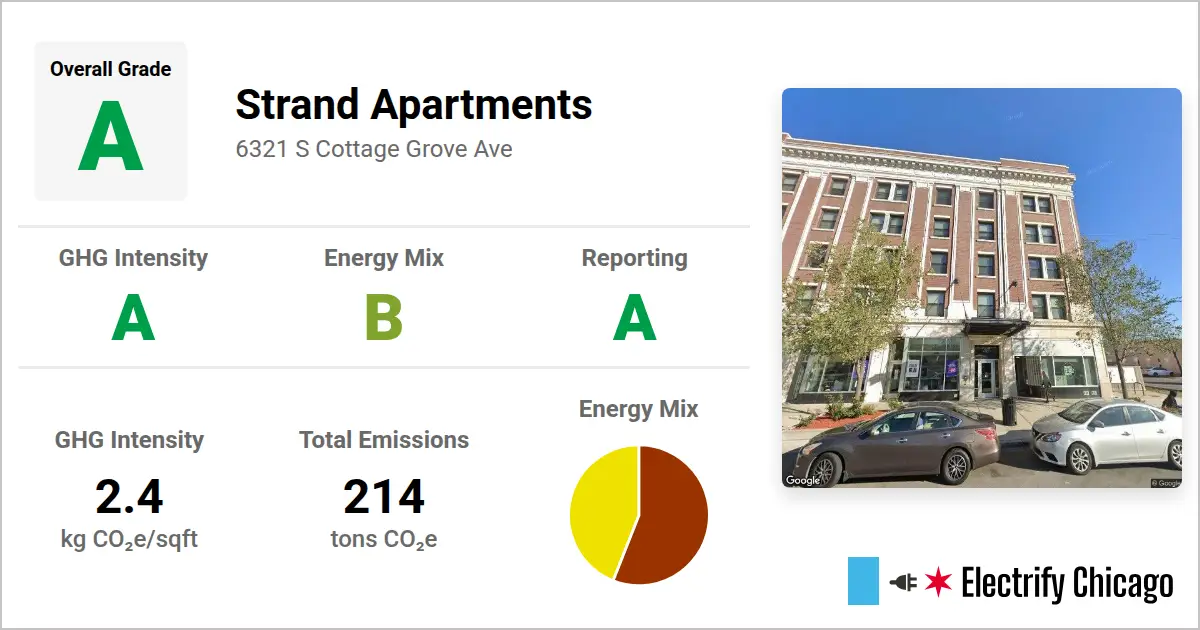 Overall Grade
A
Strand Apartments
6321 S Cottage Grove Ave
GHG Intensity
A
Energy Mix
B
Reporting
A
GHG Intensity
2.4
kg CO₂e/sqft
Total Emissions
214
tons CO₂e
Energy Mix
Google
© Google
Electrify Chicago